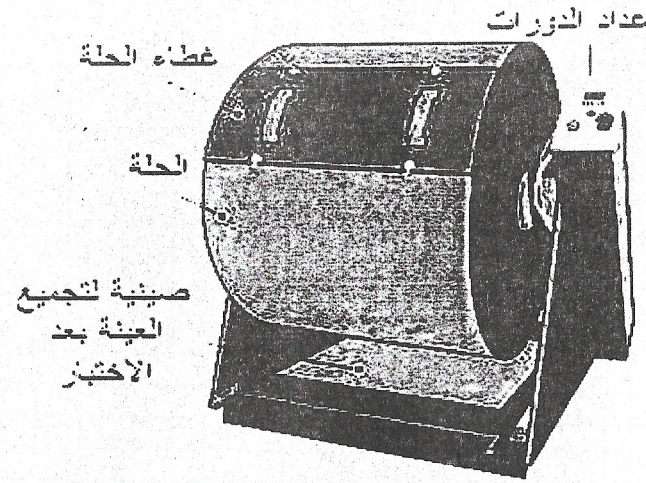 عداد الدورات
غطاء الحلة
الحلة
صينية لتجميع
العينة بعد
الاختبار